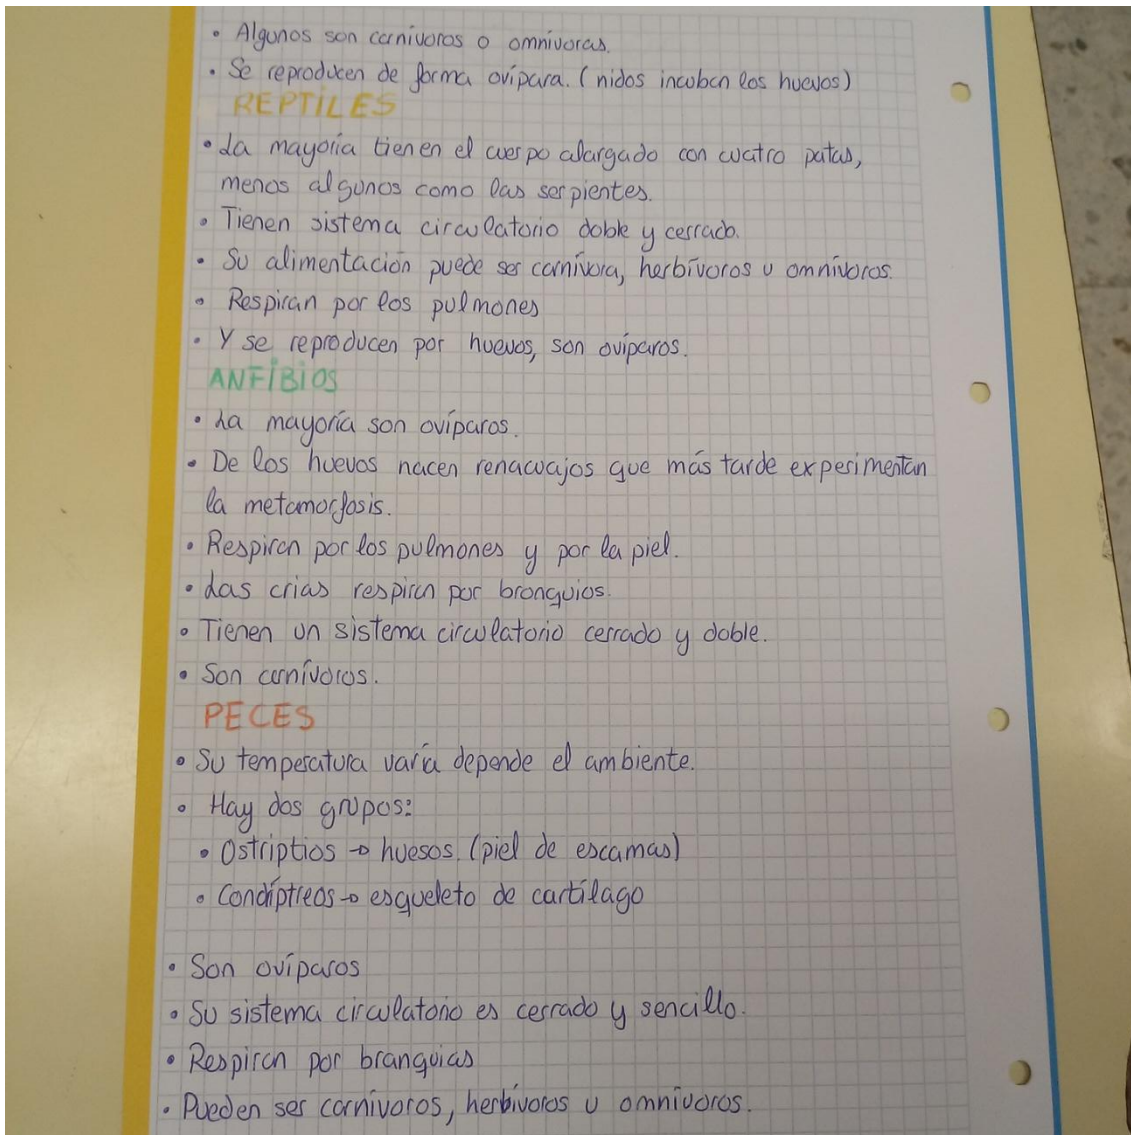 • Algunos son carnívoros o omnívoras.
• Se reproducen de forma ovípara. (nidos incuban los huevos)
REPTILES
• La mayoría tienen el cuerpo alargado con cuatro patas,
menos algunos como las serpientes.
• Tienen sistema circulatorio doble y cerrado.
• Su alimentación puede ser carnívora, herbívoros u omnívoros.
• Respiran por los pulmones
• Y se reproducen por huevos, son ovíparos.
ANFIBIOS
• La mayoría son ovíparos.
• De los huevos nacen renacuajos que más tarde experimentan
la metamorfosis.
• Respiran por los pulmones y por la piel.
• Las crias respiran por bronquios.
• Tienen un sistema circulatorio cerrado y doble.
• Son carnívoros.
PECES
• Su temperatura varía depende el ambiente.
• Hay dos grupos:
• Ostriptios → huesos. (piel de escamas)
• Condriptreos → esqueleto de cartílago
• Son ovíparos
• Su sistema circulatorio es cerrado y sencillo.
• Respiran por branquias
• Pueden ser carnívoros, herbívoros u omnívoros.